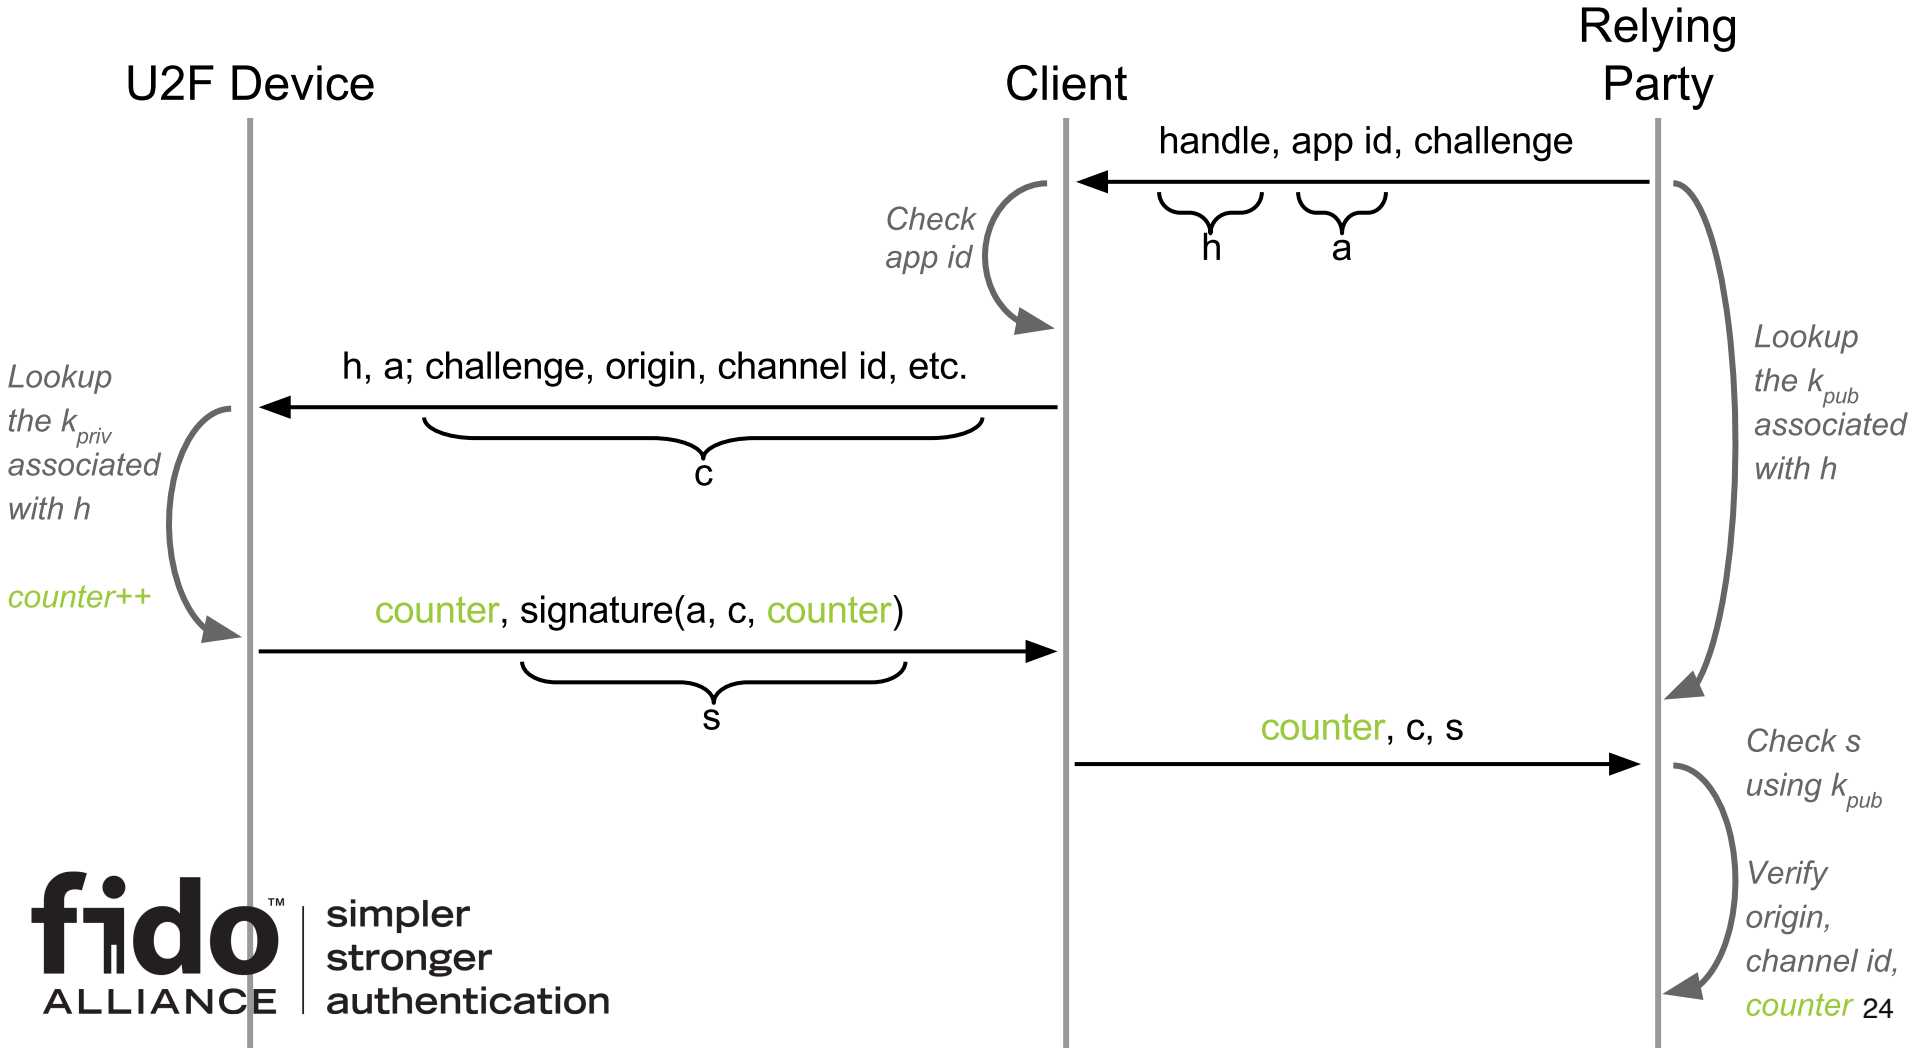 Relying
Party
U2F Device
Client
handle, app id, challenge
h
a
Check
app id
h, a; challenge, origin, channel id, etc.
c
Lookup
the kpriv
associated
with h
counter++
Lookup
the kpub
associated
with h
counter, signature(a, c, counter)
s
counter, c, s
Check s
using kpub
Verify
origin,
channel id,
counter 24
fido™
ALLIANCE
simpler
stronger
authentication